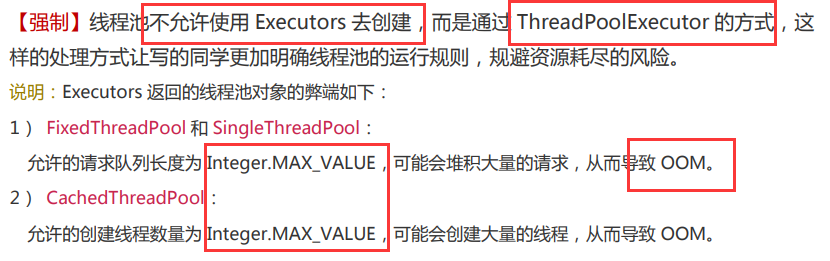 【强制】线程池不允许使用 Executors 去创建，而是通过 ThreadPoolExecutor 的方式，这
样的处理方式让写的同学更加明确线程池的运行规则，规避资源耗尽的风险。
说明：Executors 返回的线程池对象的弊端如下：
1） FixedThreadPool 和 SingleThreadPool：
允许的请求队列长度为 Integer.MAX_VALUE，可能会堆积大量的请求，从而导致 OOM。
2） CachedThreadPool：
允许的创建线程数量为 Integer.MAX_VALUE，可能会创建大量的线程，从而导致 OOM。